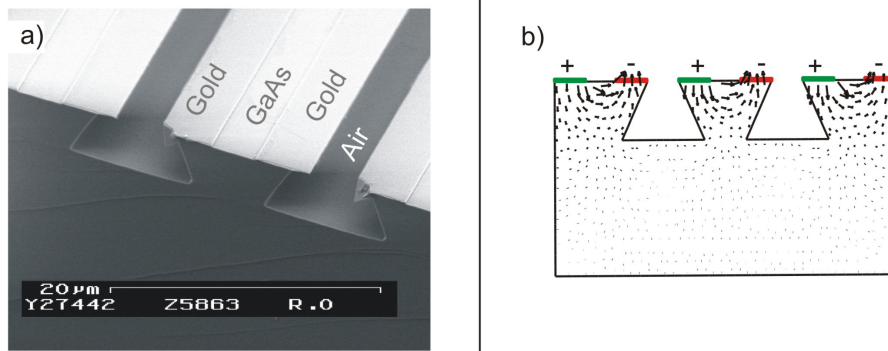 a)
Gold
GaAs
Gold
Air
20µm
Y27442 Z5863 R.0
b)
+ - + - + -